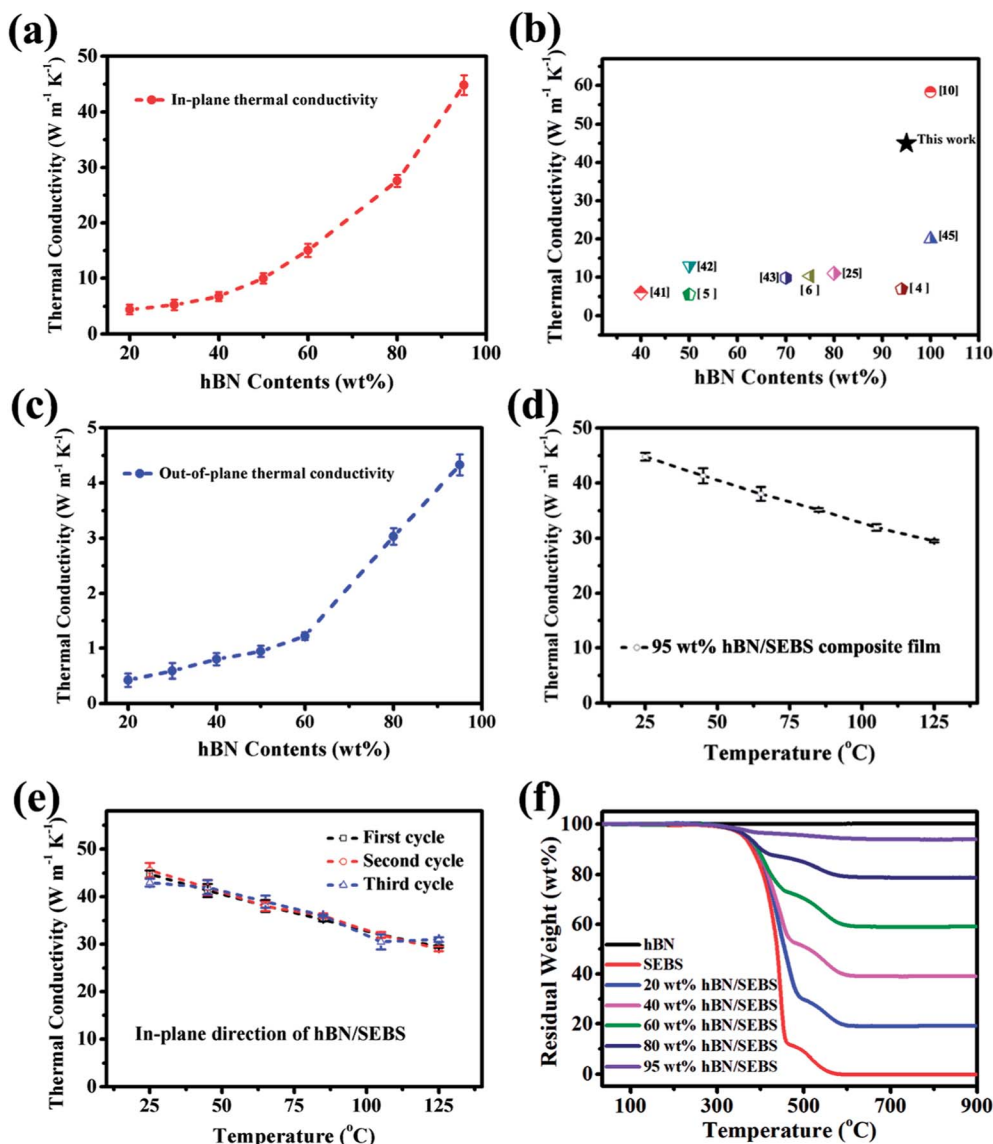 (a)
Thermal Conductivity (W m⁻¹ K⁻¹)
50
40
30
20
10
0
In-plane thermal conductivity
20 40 60 80 100
hBN Contents (wt%)
(b)
Thermal Conductivity (W m⁻¹ K⁻¹)
60
50
40
30
20
10
0
[10]
This work
[45]
[42]
[43]
[25]
[41]
[ 5 ]
[ 6 ]
[ 4 ]
40 50 60 70 80 90 100 110
hBN Contents (wt%)
(c)
Thermal Conductivity (W m⁻¹ K⁻¹)
5
4
3
2
1
0
Out-of-plane thermal conductivity
20 40 60 80 100
hBN Contents (wt%)
(d)
Thermal Conductivity (W m⁻¹ K⁻¹)
50
40
30
20
10
0
95 wt% hBN/SEBS composite film
25 50 75 100 125
Temperature (°C)
(e)
Thermal Conductivity (W m⁻¹ K⁻¹)
50
40
30
20
10
0
First cycle
Second cycle
Third cycle
In-plane direction of hBN/SEBS
25 50 75 100 125
Temperature (°C)
(f)
Residual Weight (wt%)
100
80
60
40
20
0
hBN
SEBS
20 wt% hBN/SEBS
40 wt% hBN/SEBS
60 wt% hBN/SEBS
80 wt% hBN/SEBS
95 wt% hBN/SEBS
100 300 500 700 900
Temperature (°C)